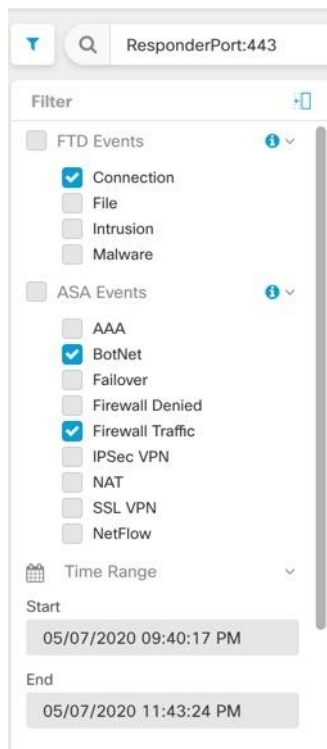 ResponderPort:443
Filter
FTD Events
Connection
File
Intrusion
Malware
ASA Events
AAA
BotNet
Failover
Firewall Denied
Firewall Traffic
IPSec VPN
NAT
SSL VPN
NetFlow
Time Range
Start
05/07/2020 09:40:17 PM
End
05/07/2020 11:43:24 PM